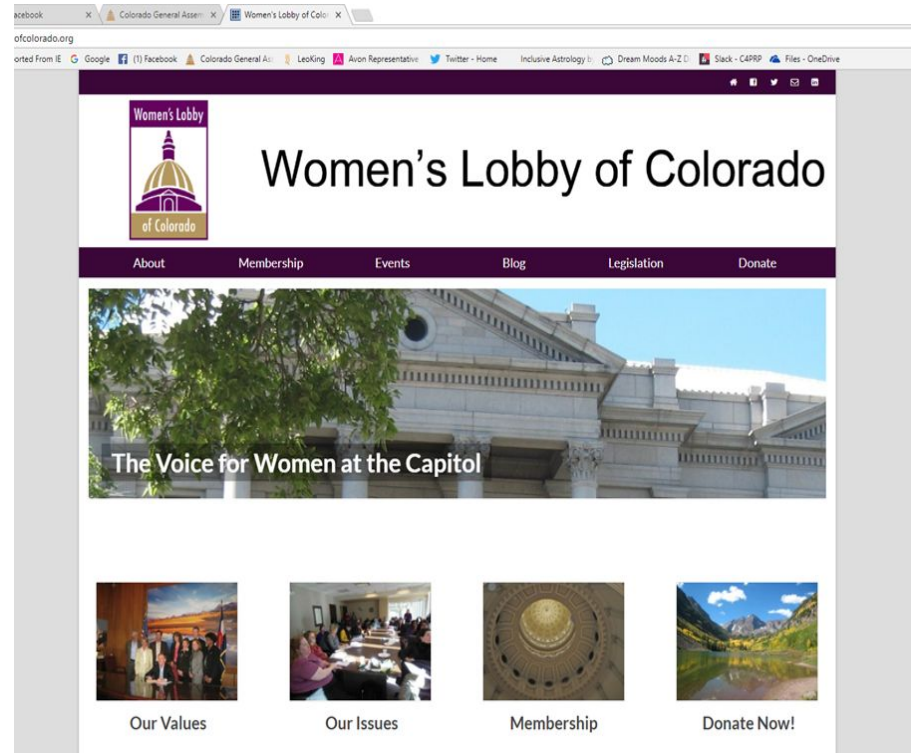 acebook Colorado General Assem Women's Lobby of Color
ofcolorado.org
orted From IE Google (1) Facebook Colorado General As LeoKing Avon Representative Twitter - Home Inclusive Astrology b Dream Moods A-Z D Slack - C4PRP Files - OneDrive
Women's Lobby
of Colorado
Women's Lobby of Colorado
About Membership Events Blog Legislation Donate
The Voice for Women at the Capitol
Our Values Our Issues Membership Donate Now!